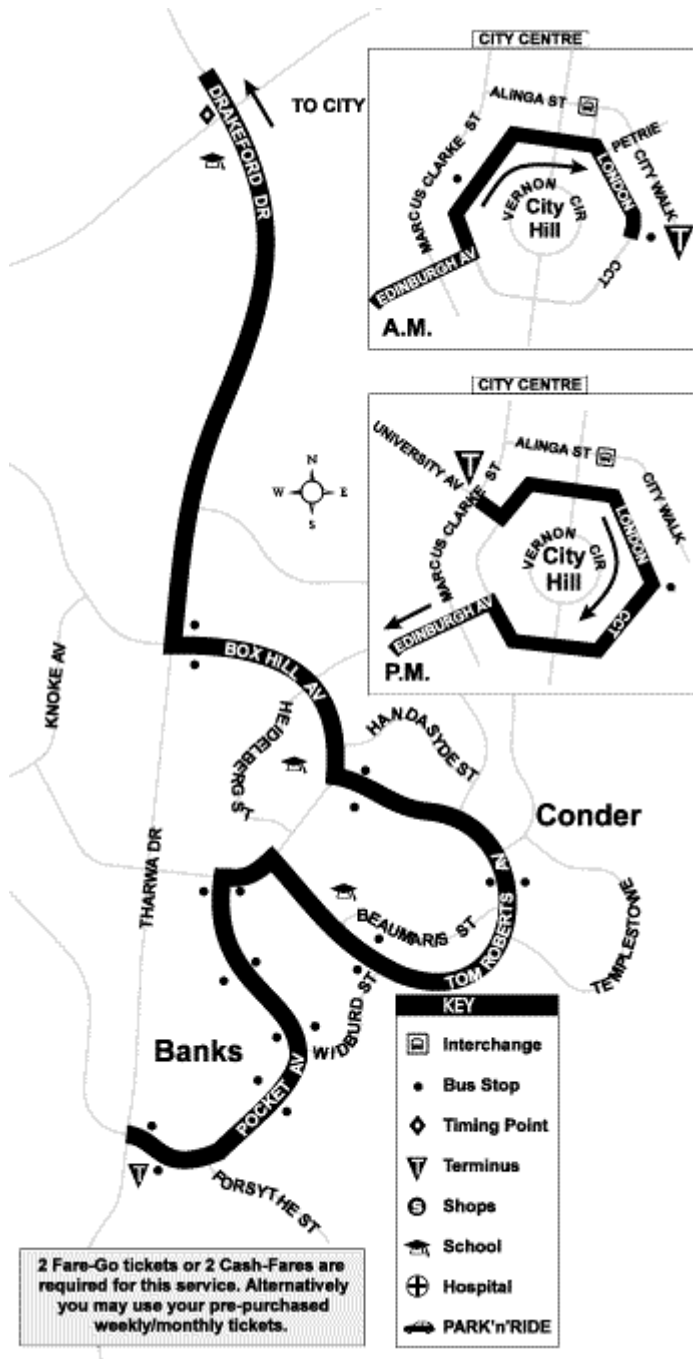 CITY CENTRE
ALINGA ST
PETRIE
MARCUS CLARKE ST
CITY WALK
LONDON
VERNON CIR
City
Hill
T
CCT
EDINBURGH AV
A.M.
DRAKEFORD DR
TO CITY
CITY CENTRE
UNIVERSITY AV
T
ALINGA ST
MARCUS CLARKE ST
CITY WALK
LONDON
VERNON CIR
City
Hill
CCT
EDINBURGH AV
P.M.
N
W E
S
KNOKE AV
BOX HILL AV
HEIDELBERG ST
HANDASYDE ST
Conder
THARWA DR
TOM ROBERTS AV
BEAUMARIS ST
TEMPLESTOWE
WIDBURD ST
Banks
POCKET AV
T
FORSYTHE ST
KEY
Interchange
Bus Stop
Timing Point
T Terminus
S Shops
School
Hospital
PARK'n'RIDE
2 Fare-Go tickets or 2 Cash-Fares are
required for this service. Alternatively
you may use your pre-purchased
weekly/monthly tickets.